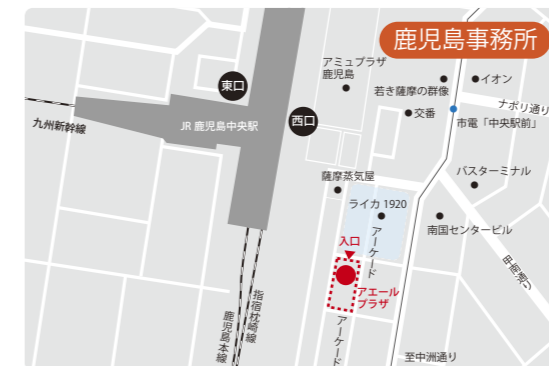 鹿児島事務所
アミュプラザ
鹿児島
若き薩摩の群像
イオン
東口
ナポリ通り
交番
市電「中央駅前」
九州新幹線
JR 鹿児島中央駅
西口
薩摩蒸気屋
バスターミナル
ライカ 1920
南国センタービル
アーケード
入口
アエール
プラザ
指宿枕崎線
鹿児島本線
アーケード
至中洲通り